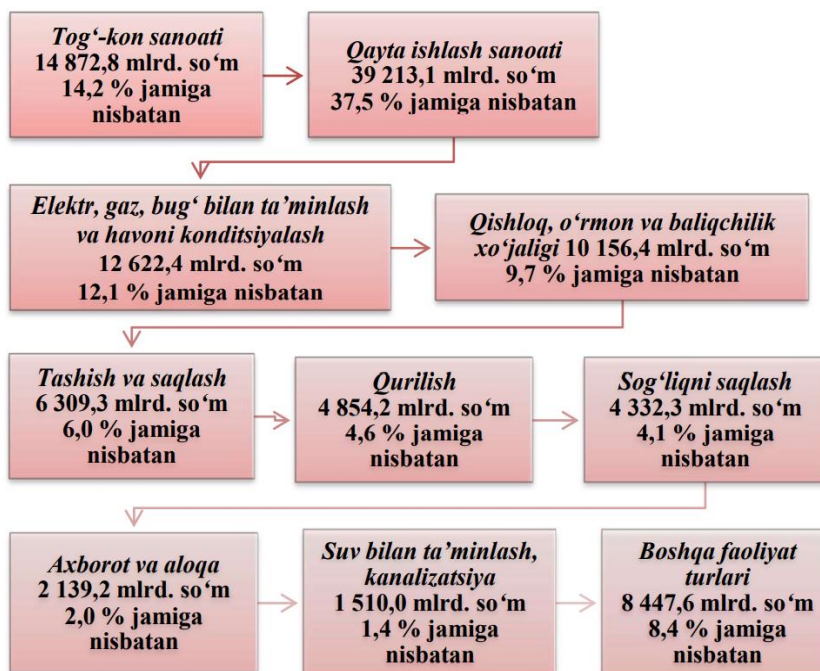 Tog‘-kon sanoati
14 872,8 mlrd. so‘m
14,2 % jamiga
nisbatan
Qayta ishlash sanoati
39 213,1 mlrd. so‘m
37,5 % jamiga
nisbatan
Elektr, gaz, bug‘ bilan ta’minlash
va havoni konditsiyalash
12 622,4 mlrd. so‘m
12,1 % jamiga nisbatan
Qishloq, o‘rmon va baliqchilik
xo‘jaligi 10 156,4 mlrd. so‘m
9,7 % jamiga nisbatan
Tashish va saqlash
6 309,3 mlrd. so‘m
6,0 % jamiga
nisbatan
Qurilish
4 854,2 mlrd. so‘m
4,6 % jamiga
nisbatan
Sog‘liqni saqlash
4 332,3 mlrd. so‘m
4,1 % jamiga
nisbatan
Axborot va aloqa
2 139,2 mlrd. so‘m
2,0 % jamiga
nisbatan
Suv bilan ta’minlash,
kanalizatsiya
1 510,0 mlrd. so‘m
1,4 % jamiga
nisbatan
Boshqa faoliyat
turlari
8 447,6 mlrd. so‘m
8,4 % jamiga
nisbatan